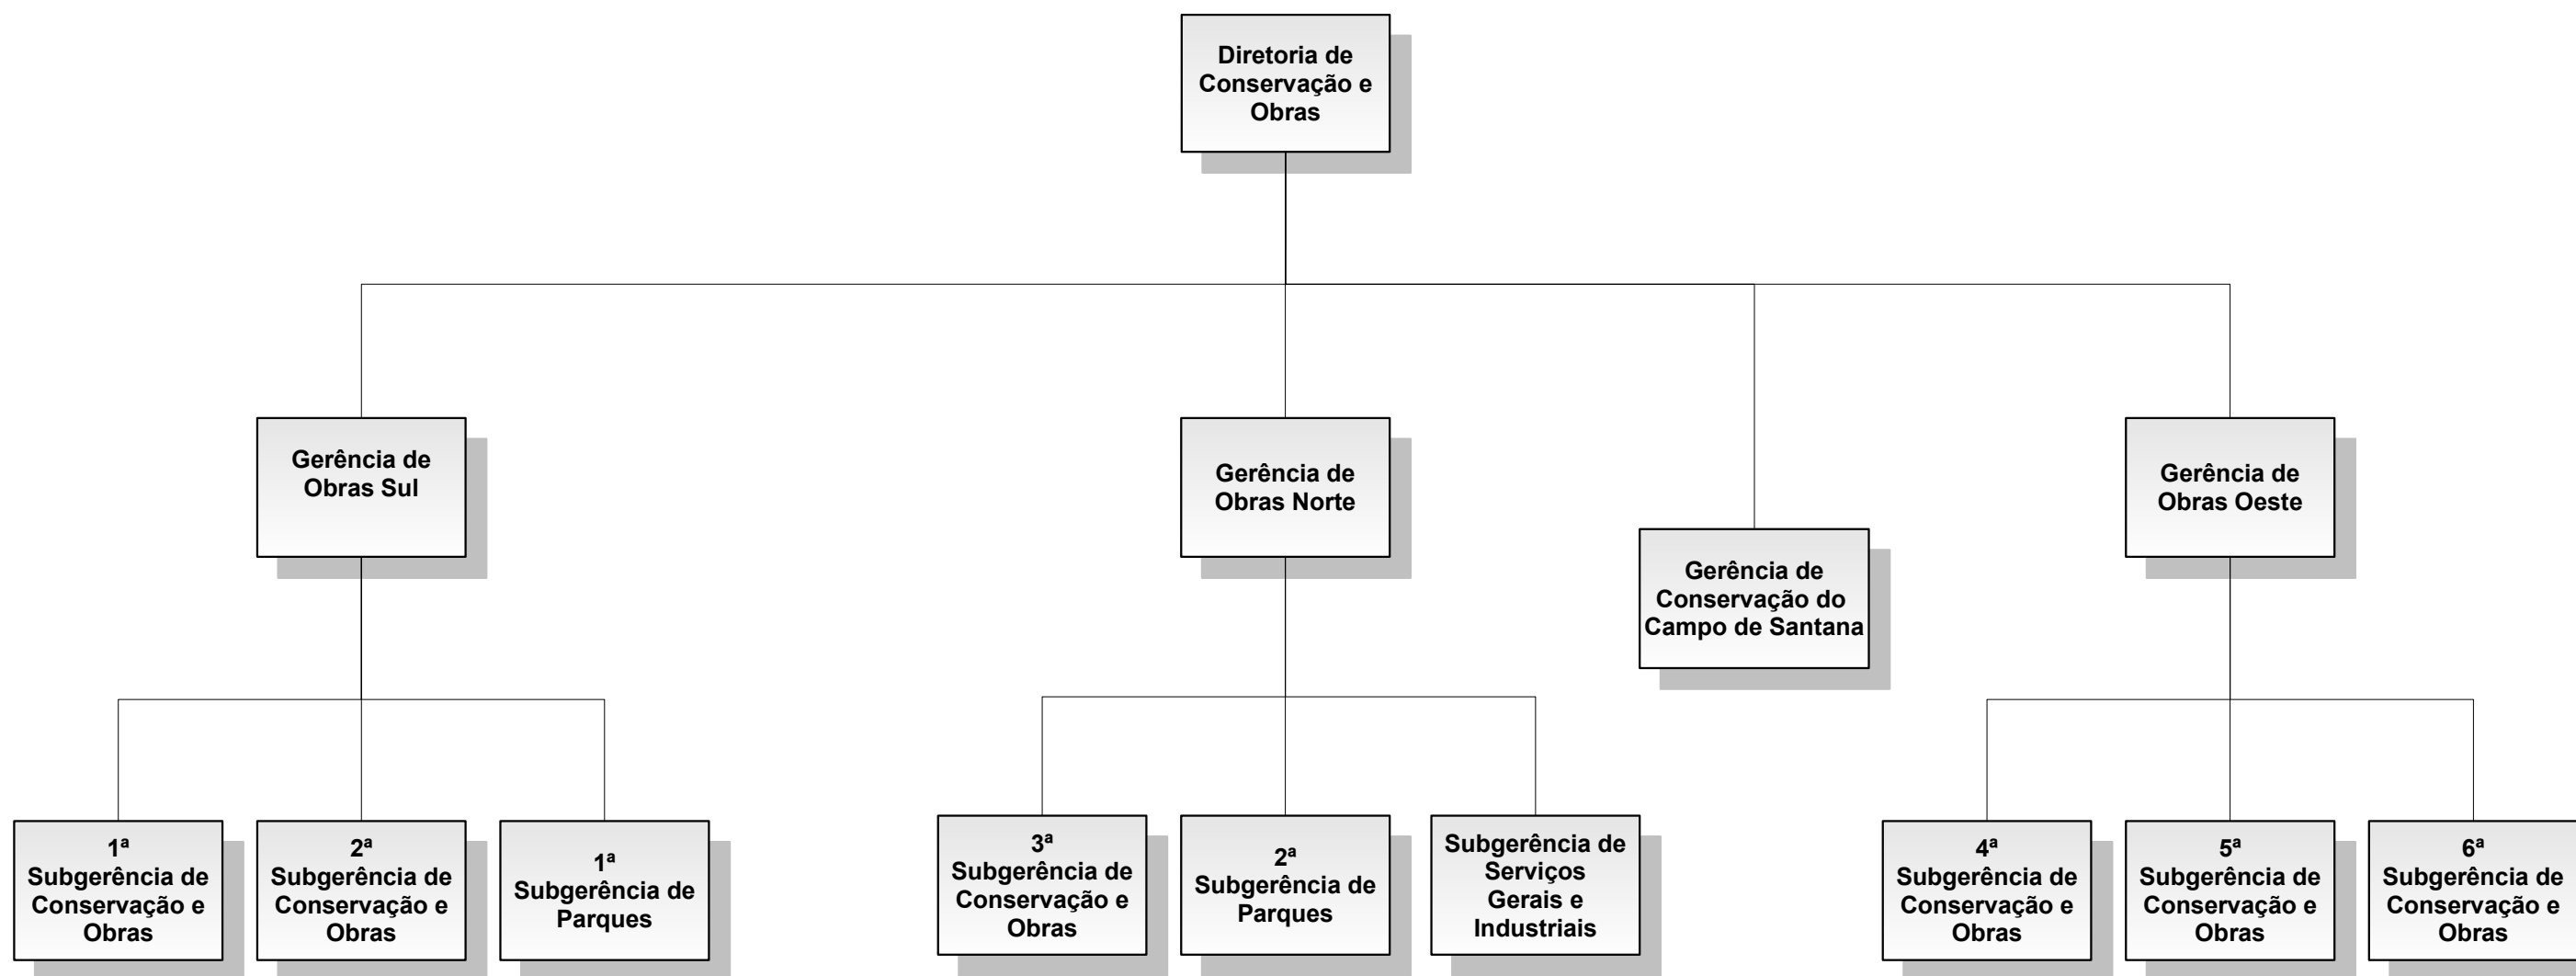 Diretoria de
Conservação e
Obras
Gerência de
Obras Sul
Gerência de
Obras Norte
Gerência de
Conservação do
Campo de Santana
Gerência de
Obras Oeste
1ª
Subgerência de
Conservação e
Obras
2ª
Subgerência de
Conservação e
Obras
1ª
Subgerência de
Parques
3ª
Subgerência de
Conservação e
Obras
2ª
Subgerência de
Parques
Subgerência de
Serviços
Gerais e
Industriais
4ª
Subgerência de
Conservação e
Obras
5ª
Subgerência de
Conservação e
Obras
6ª
Subgerência de
Conservação e
Obras